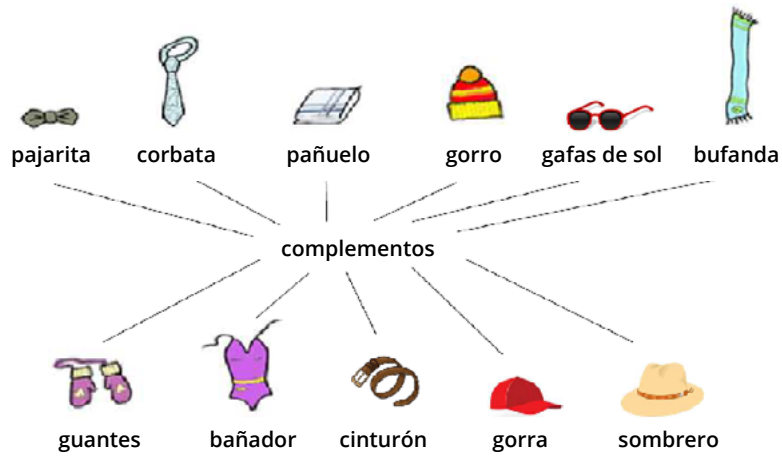 pajarita corbata pañuelo gorro gafas de sol bufanda
complementos
guantes bañador cinturón gorra sombrero